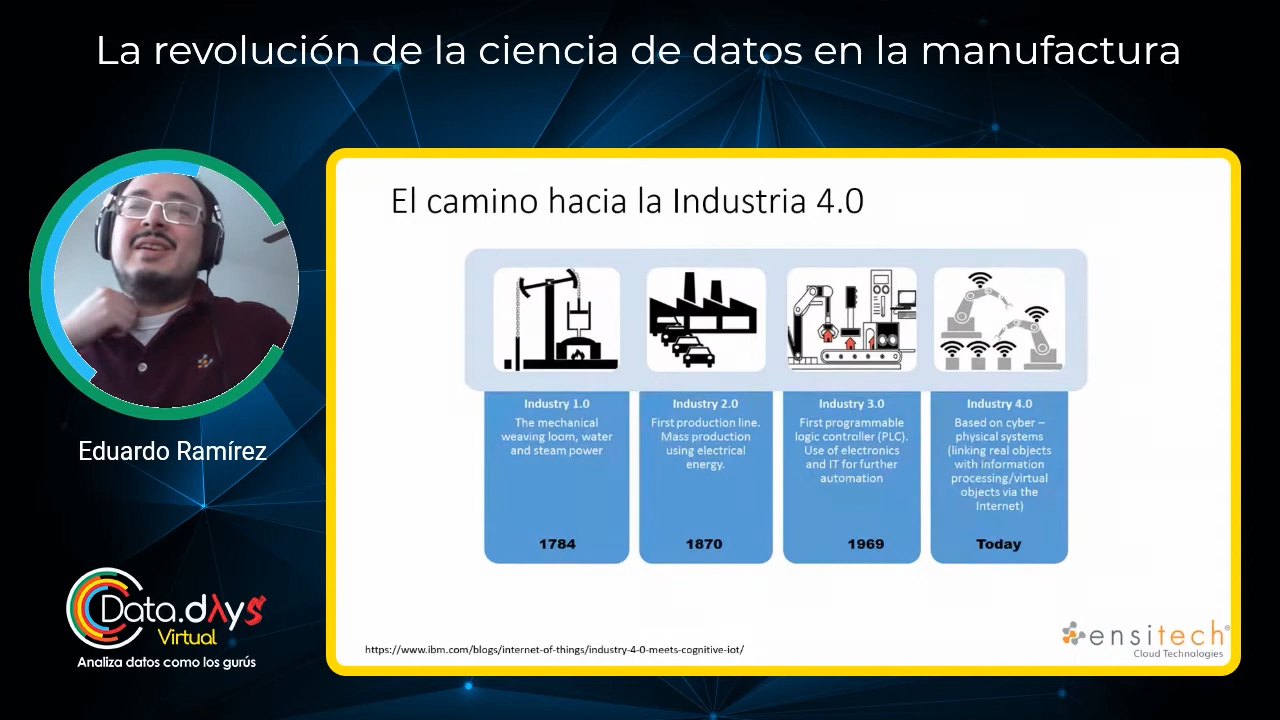 La revolución de la ciencia de datos en la manufactura
El camino hacia la Industria 4.0
Industry 1.0
The mechanical
weaving loom, water
and steam power
1784
Industry 2.0
First production line.
Mass production
using electrical
energy.
1870
Industry 3.0
First programmable
logic controller (PLC).
Use of electronics
and IT for further
automation
1969
Industry 4.0
Based on cyber –
physical systems
(linking real objects
with information
processing/virtual
objects via the
Internet)
Today
https://www.ibm.com/blogs/internet-of-things/industry-4-0-meets-cognitive-iot/
ensitech®
Cloud Technologies
Eduardo Ramírez
Data.dλys
Virtual
Analiza datos como los gurús